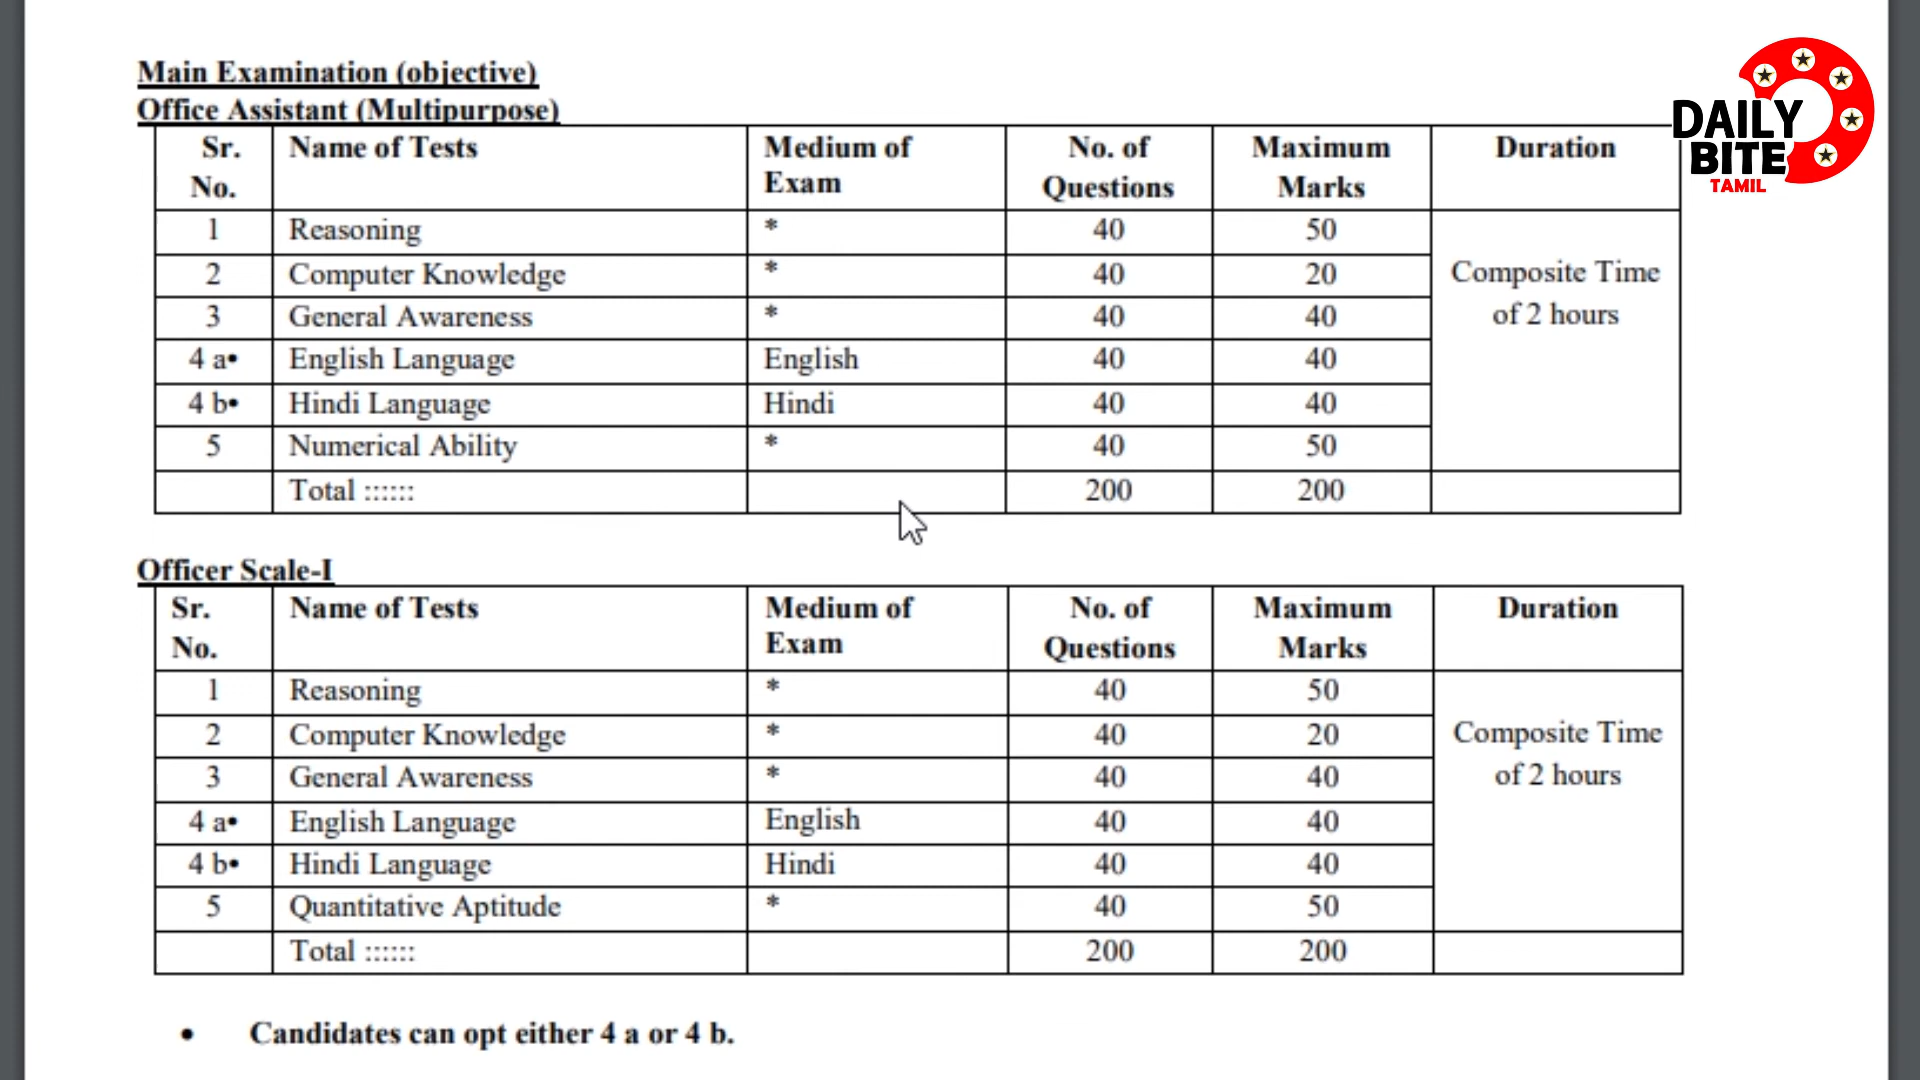 Main Examination (objective)
Office Assistant (Multipurpose)
Sr. No. Name of Tests Medium of Exam No. of Questions Maximum Marks Duration
1 Reasoning * 40 50 Composite Time of 2 hours
2 Computer Knowledge * 40 20
3 General Awareness * 40 40
4 a• English Language English 40 40
4 b• Hindi Language Hindi 40 40
5 Numerical Ability * 40 50
Total :::::: 200 200
Officer Scale-I
Sr. No. Name of Tests Medium of Exam No. of Questions Maximum Marks Duration
1 Reasoning * 40 50 Composite Time of 2 hours
2 Computer Knowledge * 40 20
3 General Awareness * 40 40
4 a• English Language English 40 40
4 b• Hindi Language Hindi 40 40
5 Quantitative Aptitude * 40 50
Total :::::: 200 200
• Candidates can opt either 4 a or 4 b.
DAILY
BITE
TAMIL